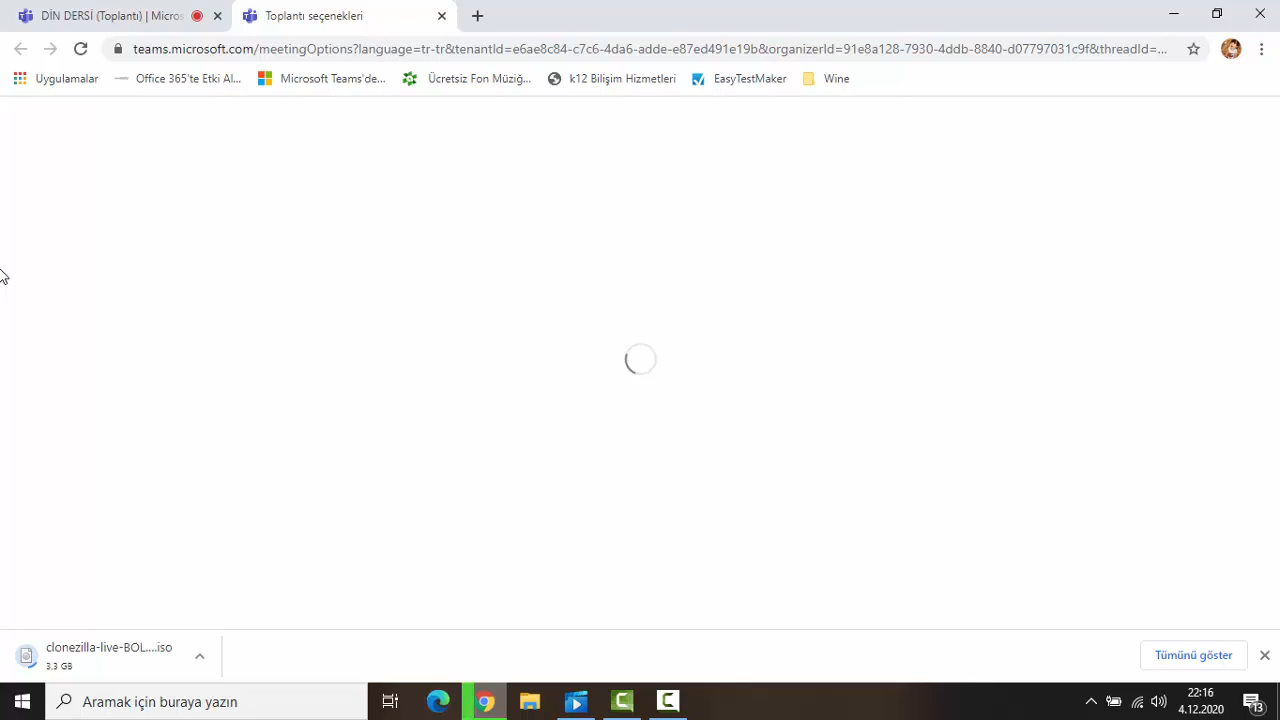 DİN DERSİ (Toplantı) | Micros
Toplantı seçenekleri
teams.microsoft.com/meetingOptions?language=tr-tr&tenantId=e6ae8c84-c7c6-4da6-adde-e87ed491e19b&organizerId=91e8a128-7930-4ddb-8840-d07797031c9f&threadId=...
Uygulamalar
Office 365'te Etki Al...
Microsoft Teams'de...
Ücretsiz Fon Müziğ...
k12 Bilişim Hizmetleri
EasyTestMaker
Wine
clonezilla-live-BOL....iso
3.3 GB
Tümünü göster
Aramak için buraya yazın
22:16
4.12.2020
13